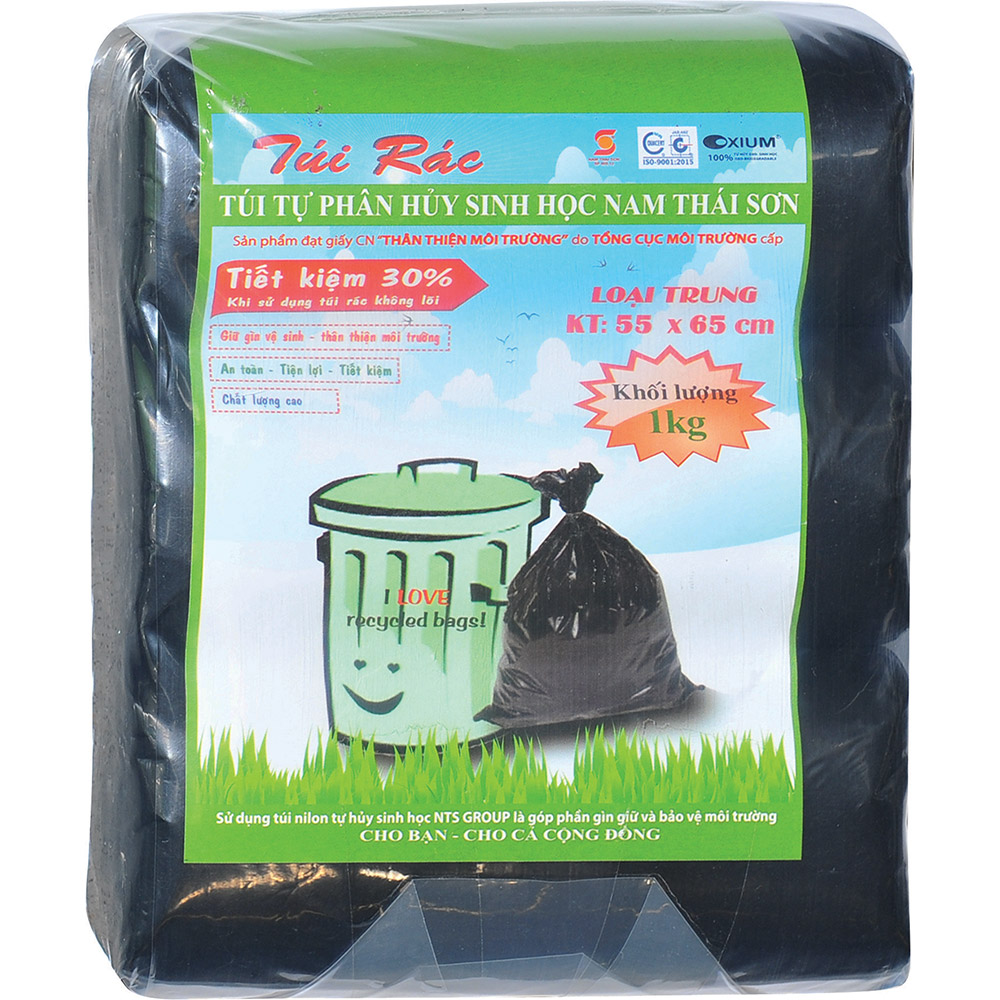 Túi Rác
JAS-ANZ
ISO-9001:2015
OXIUM®
100%
TÚI TỰ PHÂN HỦY SINH HỌC NAM THÁI SƠN
Sản phẩm đạt giấy CN "THÂN THIỆN MÔI TRƯỜNG" do TỔNG CỤC MÔI TRƯỜNG cấp
Tiết kiệm 30%
Khi sử dụng túi rác không lõi
Giữ gìn vệ sinh - thân thiện môi trường
An toàn - Tiện lợi - Tiết kiệm
Chất lượng cao
LOẠI TRUNG
KT: 55 x 65 cm
Khối lượng
1kg
I LOVE
recycled bags!
Sử dụng túi nilon tự hủy sinh học NTS GROUP là góp phần gìn giữ và bảo vệ môi trường
CHO BẠN - CHO CẢ CỘNG ĐỒNG